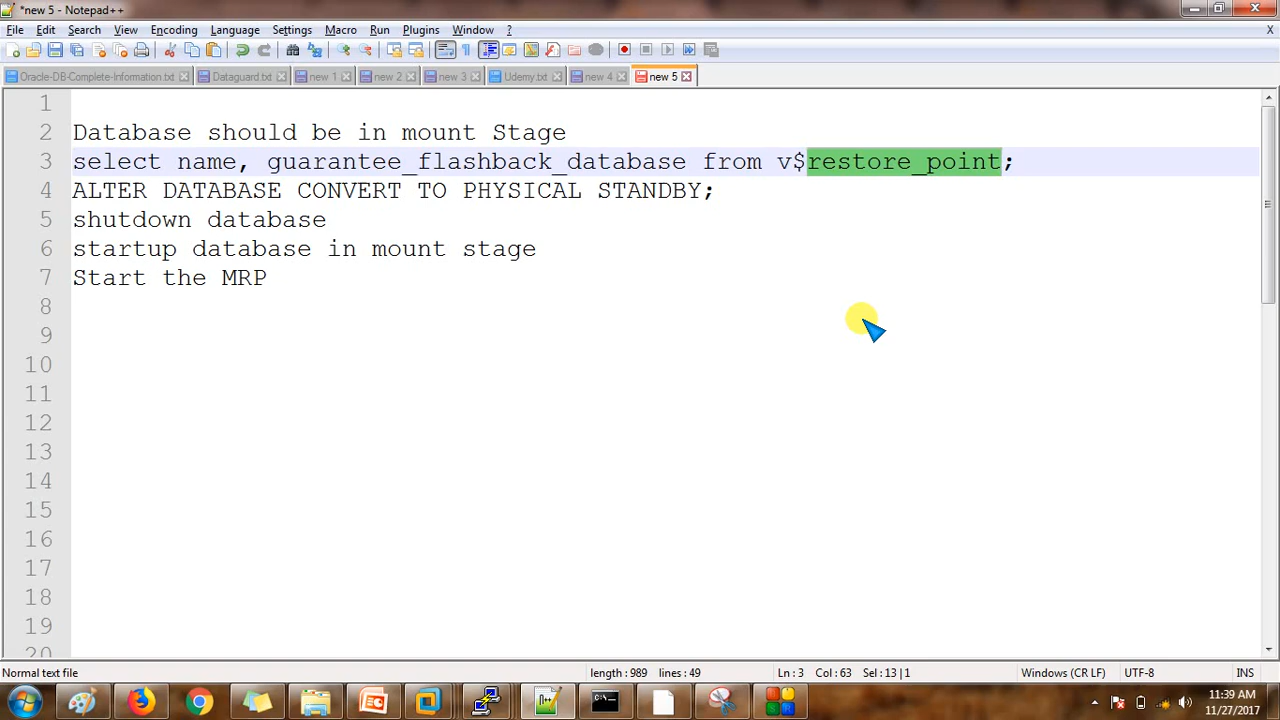 *new 5 - Notepad++
File Edit Search View Encoding Language Settings Macro Run Plugins Window ? X
Oracle-DB-Complete-Information.txt Dataguard.txt new 1 new 2 new 3 Udemy.txt new 4 new 5
1
2 Database should be in mount Stage
3 select name, guarantee_flashback_database from v$restore_point;
4 ALTER DATABASE CONVERT TO PHYSICAL STANDBY;
5 shutdown database
6 startup database in mount stage
7 Start the MRP
8
9
10
11
12
13
14
15
16
17
18
19
20
Normal text file length : 989 lines : 49 Ln : 3 Col : 63 Sel : 13 | 1 Windows (CR LF) UTF-8 INS
11:39 AM
11/27/2017